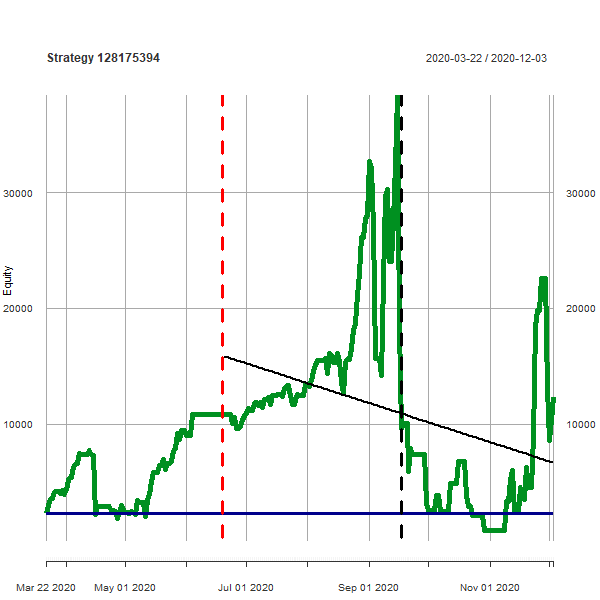 Strategy 128175394
2020-03-22 / 2020-12-03
30000
30000
Equity
20000
20000
10000
10000
Mar 22 2020
May 01 2020
Jul 01 2020
Sep 01 2020
Nov 01 2020